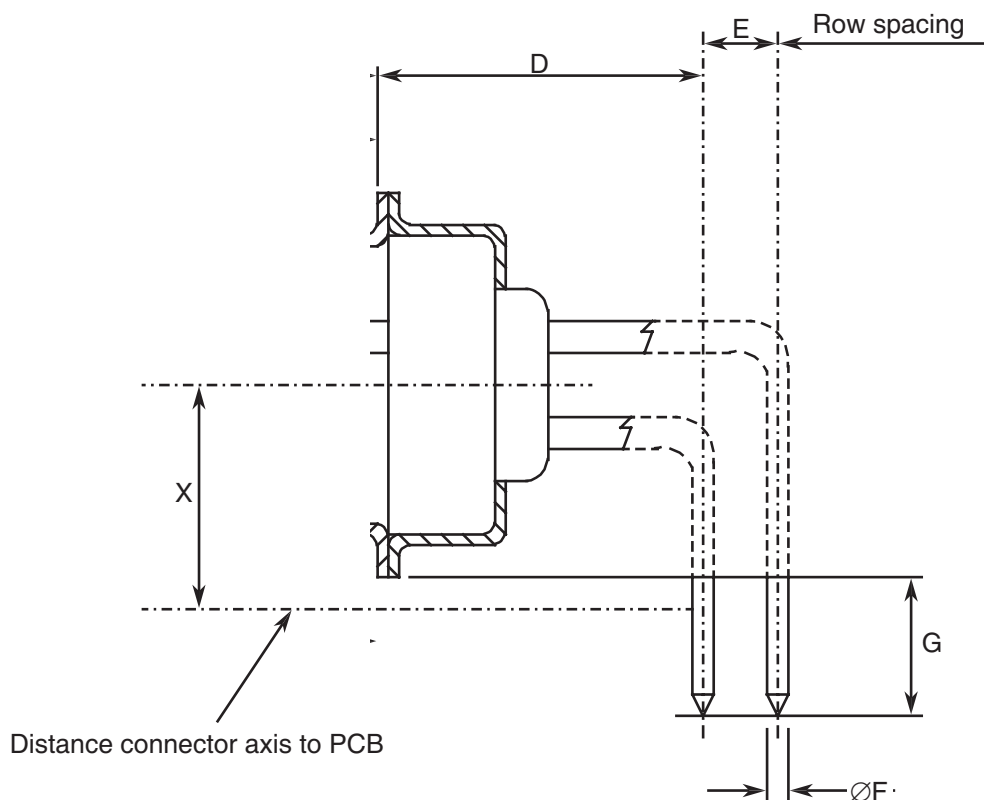 E
Row spacing
D
X
G
Distance connector axis to PCB
∅F